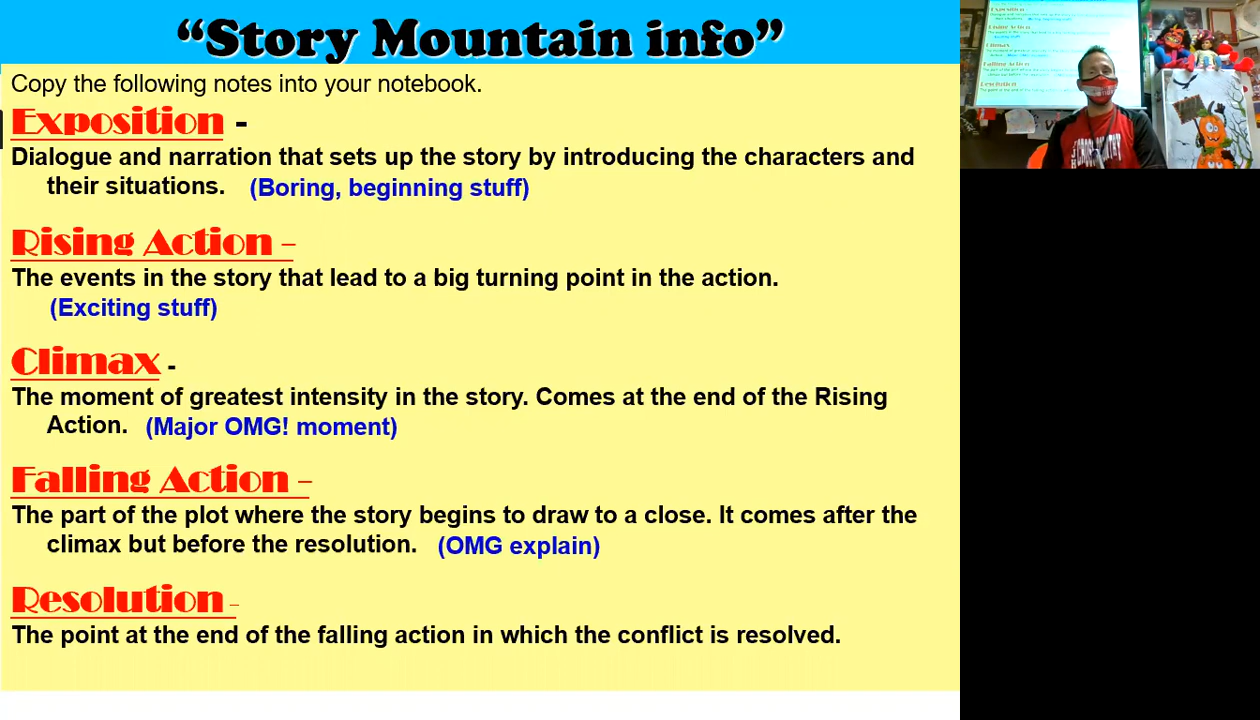 “Story Mountain info”
Copy the following notes into your notebook.
Exposition -
Dialogue and narration that sets up the story by introducing the characters and
their situations. (Boring, beginning stuff)
Rising Action –
The events in the story that lead to a big turning point in the action.
(Exciting stuff)
Climax -
The moment of greatest intensity in the story. Comes at the end of the Rising
Action. (Major OMG! moment)
Falling Action –
The part of the plot where the story begins to draw to a close. It comes after the
climax but before the resolution. (OMG explain)
Resolution –
The point at the end of the falling action in which the conflict is resolved.